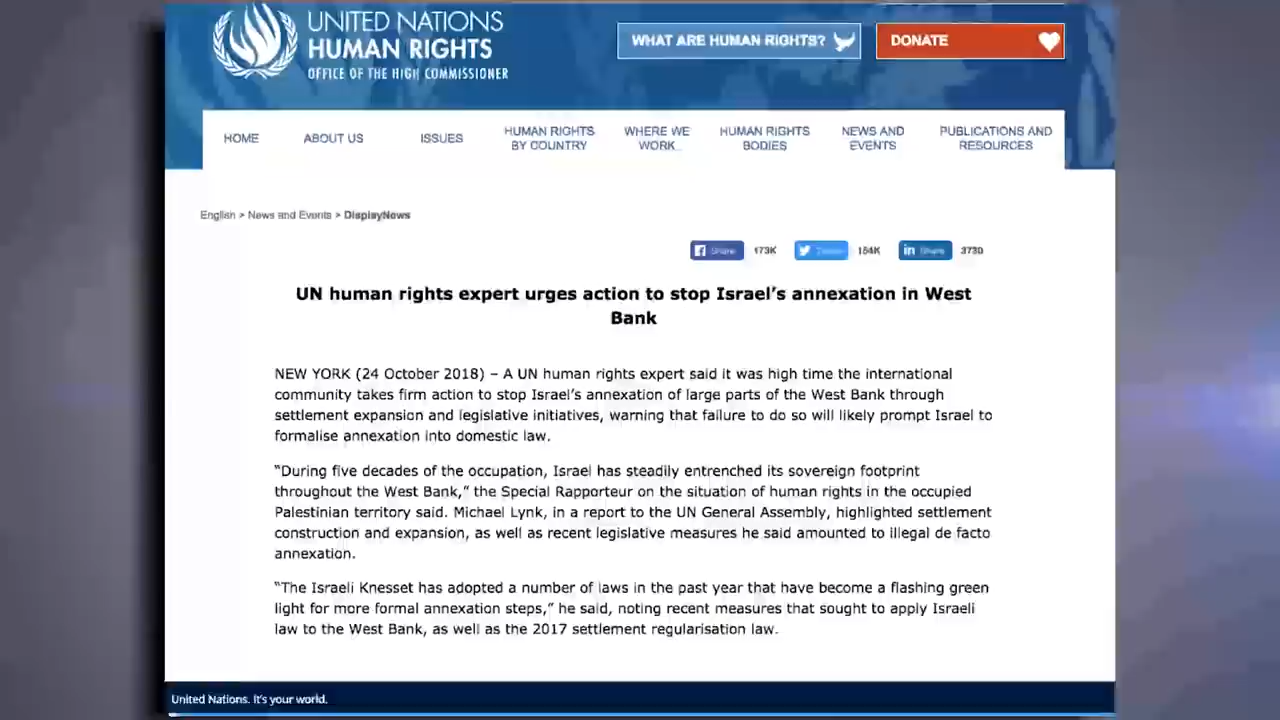 UNITED NATIONS
HUMAN RIGHTS
OFFICE OF THE HIGH COMMISSIONER
WHAT ARE HUMAN RIGHTS?
DONATE
HOME
ABOUT US
ISSUES
HUMAN RIGHTS
BY COUNTRY
WHERE WE
WORK
HUMAN RIGHTS
BODIES
NEWS AND
EVENTS
PUBLICATIONS AND
RESOURCES
English > News and Events > DisplayNews
Share 173K
184K
in Share 3730
UN human rights expert urges action to stop Israel's annexation in West
Bank
NEW YORK (24 October 2018) – A UN human rights expert said it was high time the international
community takes firm action to stop Israel's annexation of large parts of the West Bank through
settlement expansion and legislative initiatives, warning that failure to do so will likely prompt Israel to
formalise annexation into domestic law.
“During five decades of the occupation, Israel has steadily entrenched its sovereign footprint
throughout the West Bank,” the Special Rapporteur on the situation of human rights in the occupied
Palestinian territory said. Michael Lynk, in a report to the UN General Assembly, highlighted settlement
construction and expansion, as well as recent legislative measures he said amounted to illegal de facto
annexation.
“The Israeli Knesset has adopted a number of laws in the past year that have become a flashing green
light for more formal annexation steps,” he said, noting recent measures that sought to apply Israeli
law to the West Bank, as well as the 2017 settlement regularisation law.
United Nations. It's your world.